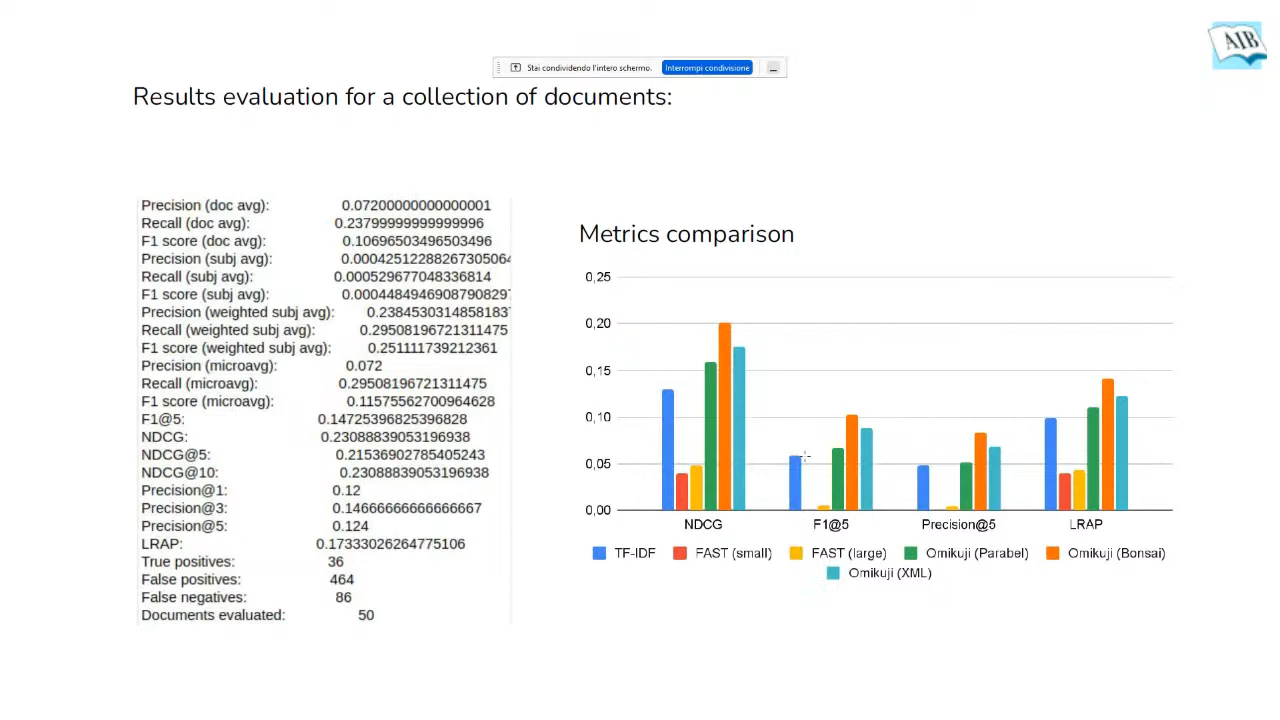 AIB
Stai condividendo l'intero schermo. Interrompi condivisione
Results evaluation for a collection of documents:
Precision (doc avg): 0.07200000000000001
Recall (doc avg): 0.23799999999999996
F1 score (doc avg): 0.10696503496503496
Precision (subj avg): 0.00042512288267305064
Recall (subj avg): 0.000529677048336814
F1 score (subj avg): 0.00044849469087908297
Precision (weighted subj avg): 0.2384530314858183
Recall (weighted subj avg): 0.29508196721311475
F1 score (weighted subj avg): 0.251111739212361
Precision (microavg): 0.072
Recall (microavg): 0.29508196721311475
F1 score (microavg): 0.11575562700964628
F1@5: 0.14725396825396828
NDCG: 0.23088839053196938
NDCG@5: 0.21536902785405243
NDCG@10: 0.23088839053196938
Precision@1: 0.12
Precision@3: 0.14666666666666667
Precision@5: 0.124
LRAP: 0.17333026264775106
True positives: 36
False positives: 464
False negatives: 86
Documents evaluated: 50
Metrics comparison
0,25
0,20
0,15
0,10
0,05
0,00
NDCG F1@5 Precision@5 LRAP
TF-IDF FAST (small) FAST (large) Omikuji (Parabel) Omikuji (Bonsai)
Omikuji (XML)